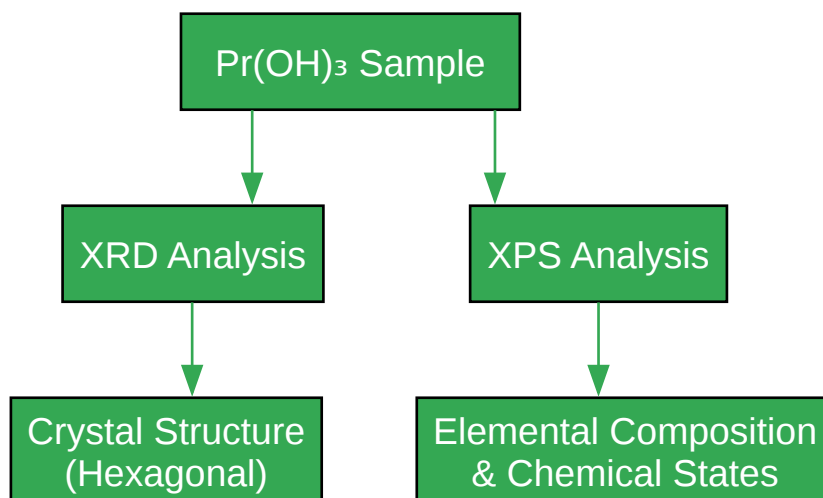 Pr(OH)₃ Sample
XRD Analysis
XPS Analysis
Crystal Structure
(Hexagonal)
Elemental Composition
& Chemical States